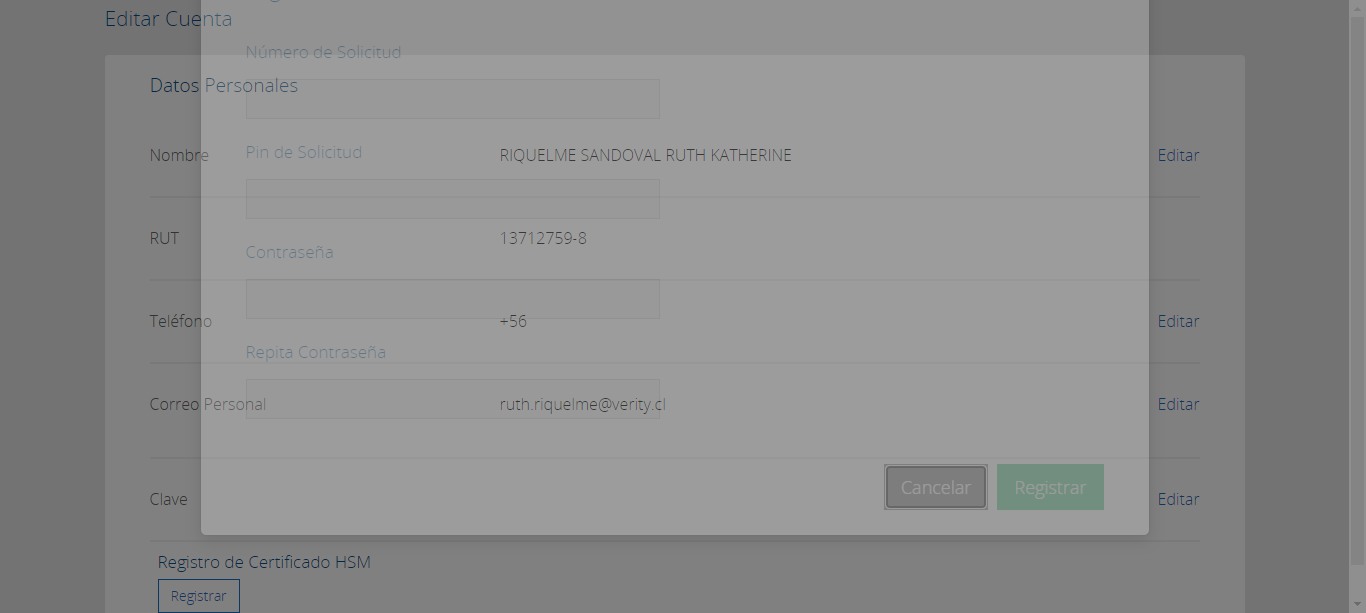 Editar Cuenta
Número de Solicitud
Datos Personales
Nombre
Pin de Solicitud
RIQUELME SANDOVAL RUTH KATHERINE
Editar
RUT
13712759-8
Contraseña
Teléfono
+56
Editar
Repita Contraseña
Correo Personal
ruth.riquelme@verity.cl
Editar
Cancelar
Registrar
Clave
Editar
Registro de Certificado HSM
Registrar